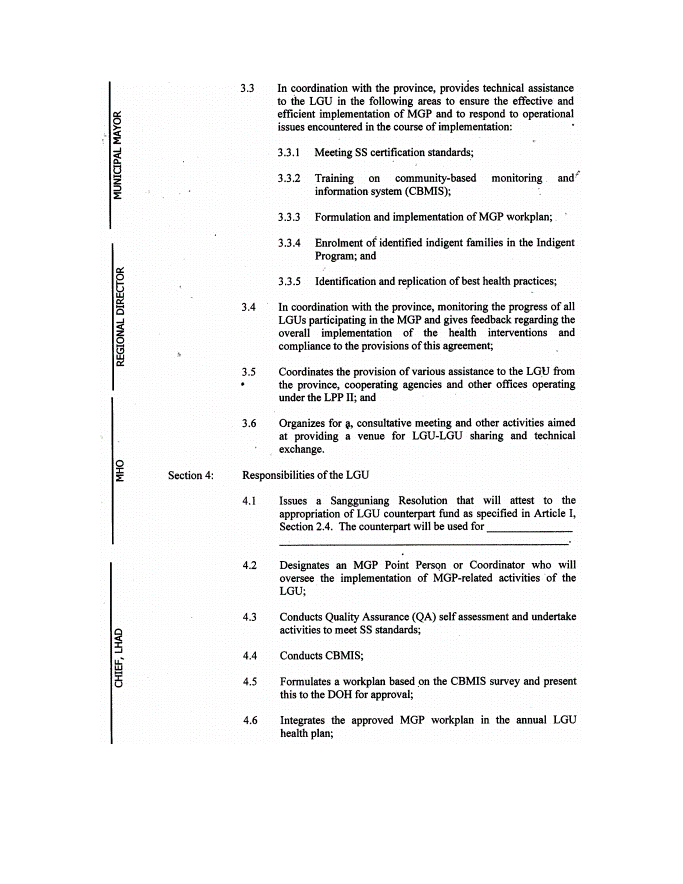 3.3 In coordination with the province, provides technical assistance
to the LGU in the following areas to ensure the effective and
efficient implementation of MGP and to respond to operational
issues encountered in the course of implementation:
3.3.1 Meeting SS certification standards;
3.3.2 Training on community-based monitoring and
information system (CBMIS);
3.3.3 Formulation and implementation of MGP workplan;
3.3.4 Enrolment of identified indigent families in the Indigent
Program; and
3.3.5 Identification and replication of best health practices;
3.4 In coordination with the province, monitoring the progress of all
LGUs participating in the MGP and gives feedback regarding the
overall implementation of the health interventions and
compliance to the provisions of this agreement;
3.5 Coordinates the provision of various assistance to the LGU from
the province, cooperating agencies and other offices operating
under the LPP II; and
3.6 Organizes for a, consultative meeting and other activities aimed
at providing a venue for LGU-LGU sharing and technical
exchange.
Section 4: Responsibilities of the LGU
4.1 Issues a Sangguniang Resolution that will attest to the
appropriation of LGU counterpart fund as specified in Article I,
Section 2.4. The counterpart will be used for _______________
_______________________________________________.
4.2 Designates an MGP Point Person or Coordinator who will
oversee the implementation of MGP-related activities of the
LGU;
4.3 Conducts Quality Assurance (QA) self assessment and undertake
activities to meet SS standards;
4.4 Conducts CBMIS;
4.5 Formulates a workplan based on the CBMIS survey and present
this to the DOH for approval;
4.6 Integrates the approved MGP workplan in the annual LGU
health plan;
MUNICIPAL MAYOR
REGIONAL DIRECTOR
MHO
CHIEF, LHAD